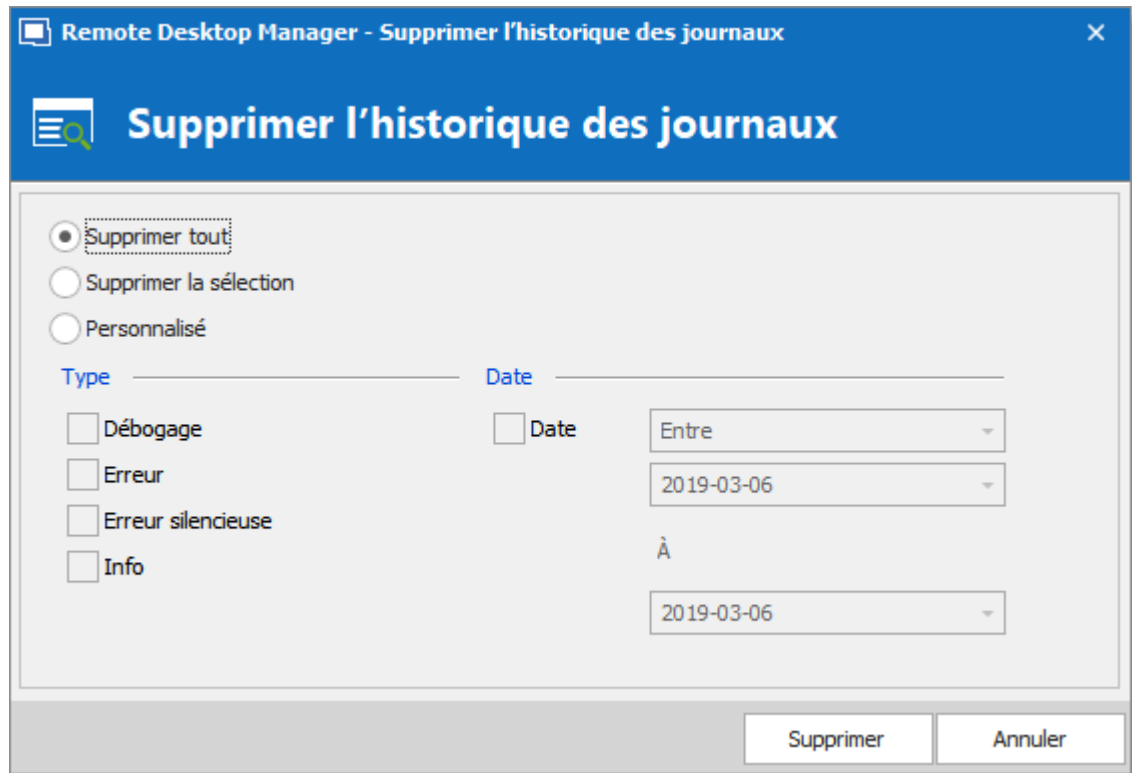 Remote Desktop Manager - Supprimer l'historique des journaux
Supprimer l'historique des journaux
Supprimer tout
Supprimer la sélection
Personnalisé
Type Date
Débogage Date Entre
Erreur 2019-03-06
Erreur silencieuse
À
Info
2019-03-06
Supprimer Annuler